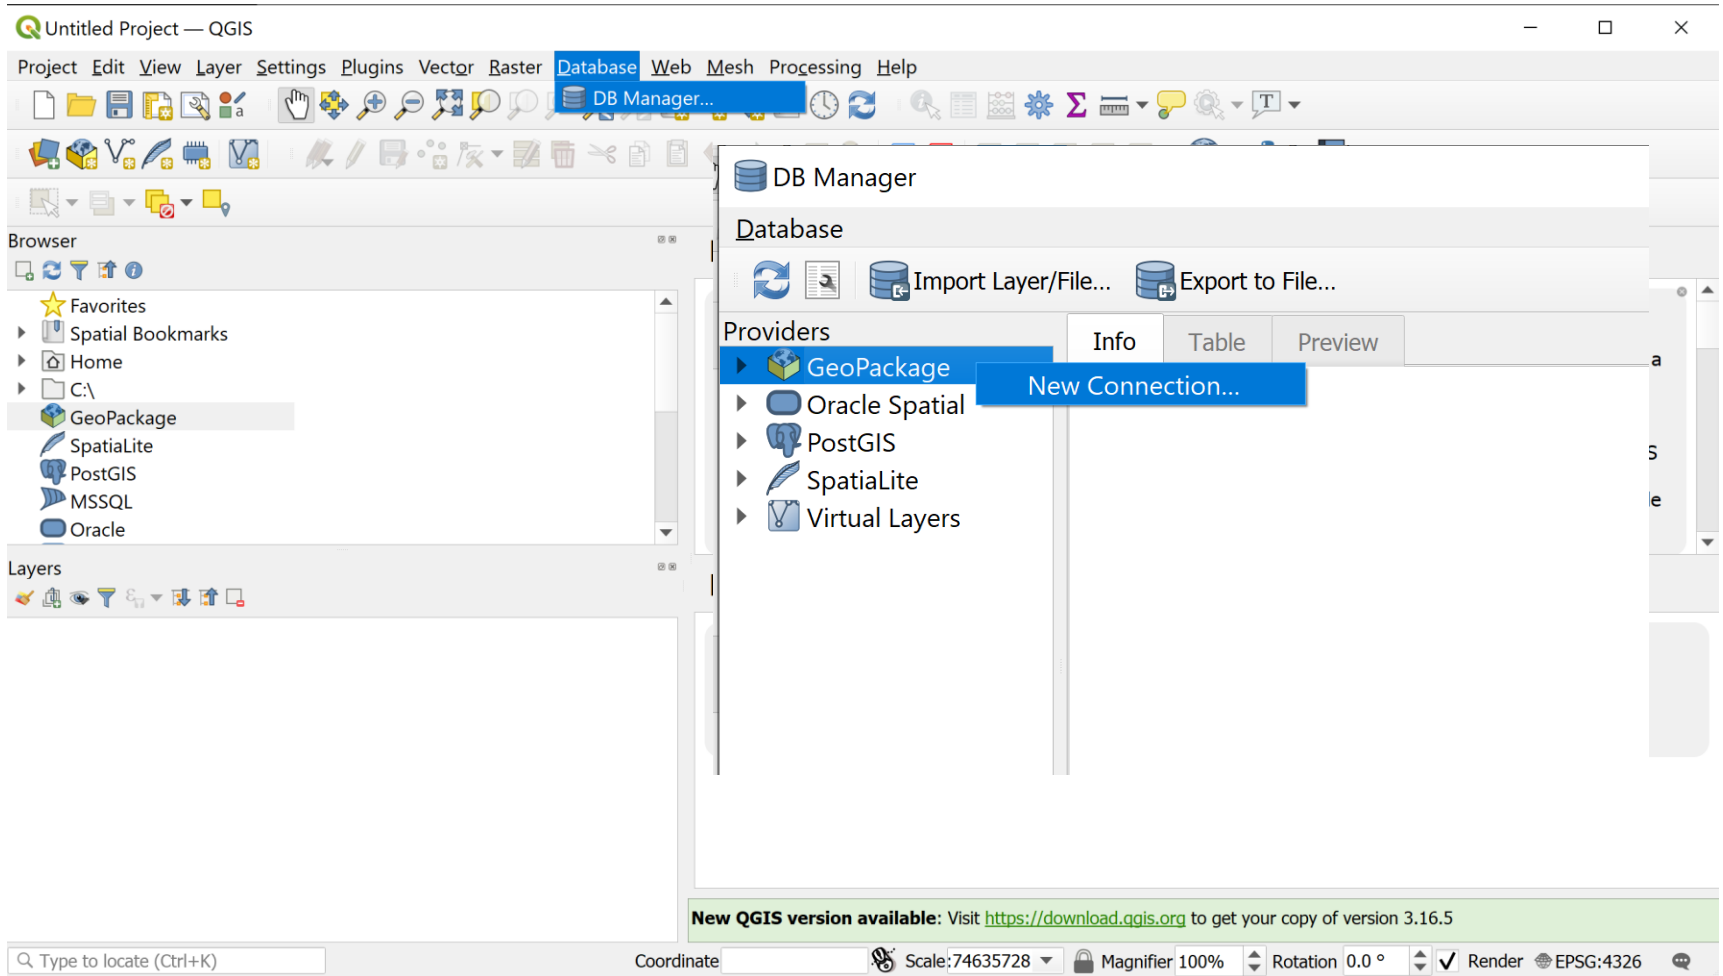 Untitled Project — QGIS
Project Edit View Layer Settings Plugins Vector Raster Database Web Mesh Processing Help
DB Manager...
DB Manager
Database
Import Layer/File... Export to File...
Providers
Info Table Preview
GeoPackage
New Connection...
Oracle Spatial
PostGIS
SpatiaLite
Virtual Layers
Browser
Favorites
Spatial Bookmarks
Home
C:\
GeoPackage
SpatiaLite
PostGIS
MSSQL
Oracle
Layers
a
s
le
New QGIS version available: Visit https://download.qgis.org to get your copy of version 3.16.5
Type to locate (Ctrl+K)
Coordinate
Scale:74635728
Magnifier 100%
Rotation 0.0 °
Render
EPSG:4326